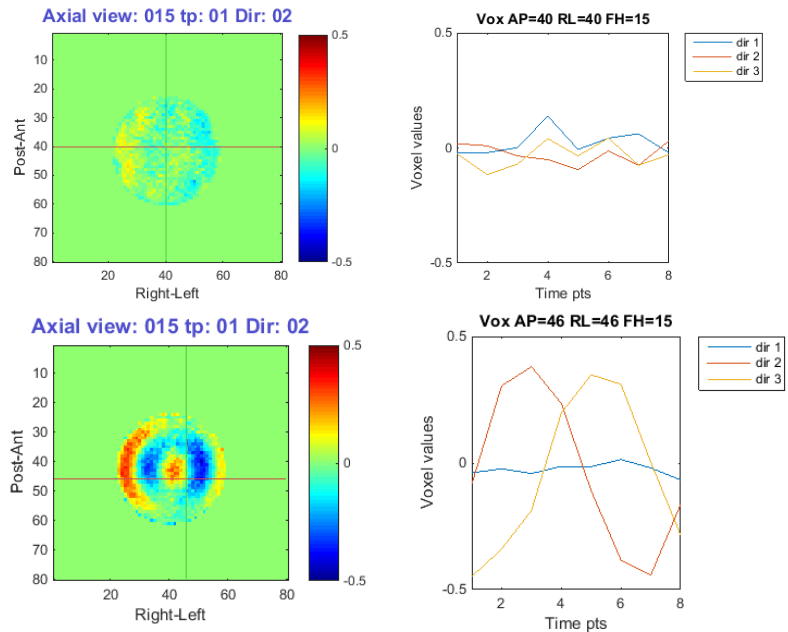 Axial view: 015 tp: 01 Dir: 02
10
20
30
40
50
60
70
80
Post-Ant
20
40
60
80
Right-Left
0.5
0
-0.5
Vox AP=40 RL=40 FH=15
0.5
0
-0.5
Voxel values
2
4
6
8
Time pts
dir 1
dir 2
dir 3
Axial view: 015 tp: 01 Dir: 02
10
20
30
40
50
60
70
80
Post-Ant
20
40
60
80
Right-Left
0.5
0
-0.5
Vox AP=46 RL=46 FH=15
0.5
0
-0.5
Voxel values
2
4
6
8
Time pts
dir 1
dir 2
dir 3